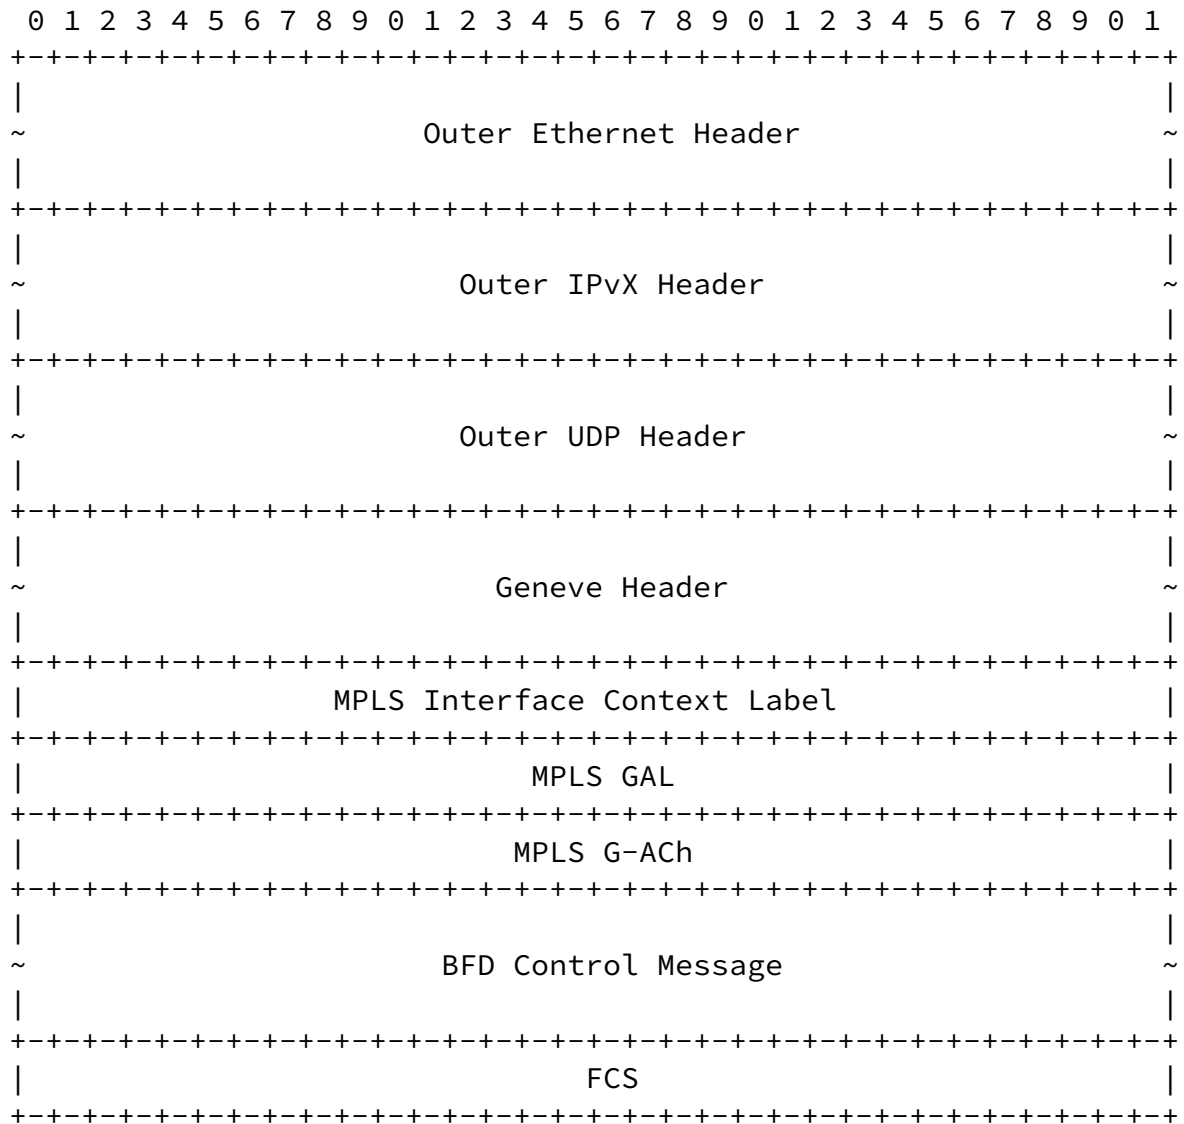 0 1 2 3 4 5 6 7 8 9 0 1 2 3 4 5 6 7 8 9 0 1 2 3 4 5 6 7 8 9 0 1
Outer Ethernet Header
Outer IPvX Header
Outer UDP Header
Geneve Header
MPLS Interface Context Label
MPLS GAL
MPLS G-ACh
BFD Control Message
FCS